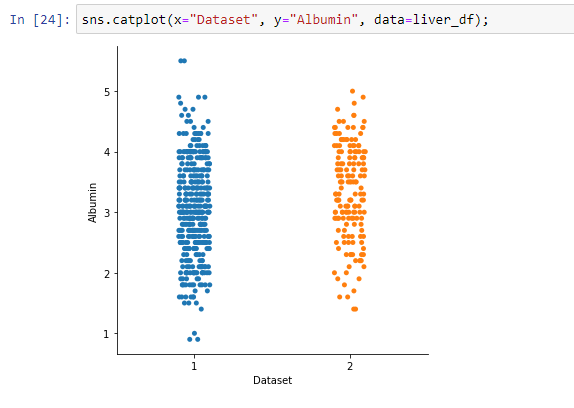 In [24]: sns.catplot(x="Dataset", y="Albumin", data=liver_df);
5
4
Albumin
3
2
1
1 2
Dataset